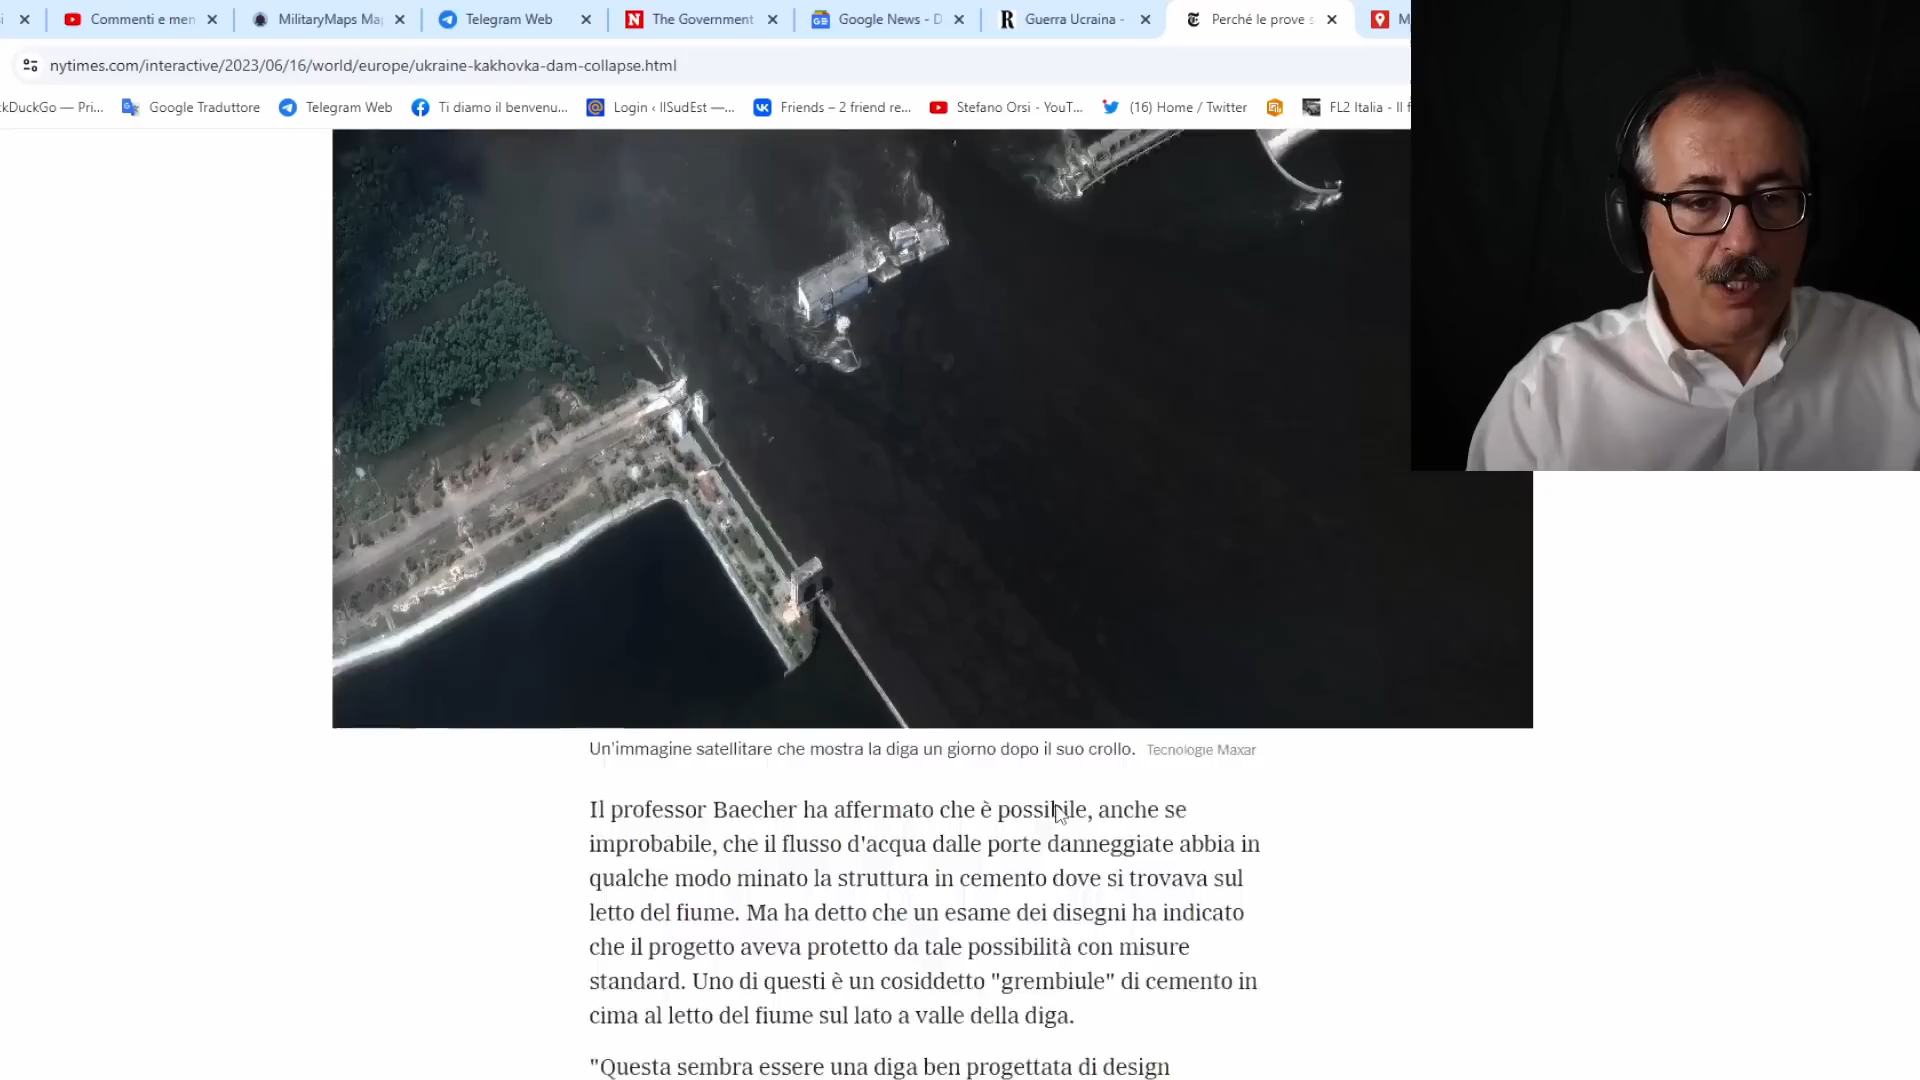 Commenti e men
MilitaryMaps Ma
Telegram Web
The Government
Google News - D
Guerra Ucraina -
Perché le prove s
M
nytimes.com/interactive/2023/06/16/world/europe/ukraine-kakhovka-dam-collapse.html
kDuckGo — Pri...
Google Traduttore
Telegram Web
Ti diamo il benvenu...
Login ‹ IlSudEst —...
Friends – 2 friend re...
Stefano Orsi - YouT...
(16) Home / Twitter
FL2 Italia - Il f
Un'immagine satellitare che mostra la diga un giorno dopo il suo crollo. Tecnologie Maxar
Il professor Baecher ha affermato che è possibile, anche se
improbabile, che il flusso d'acqua dalle porte danneggiate abbia in
qualche modo minato la struttura in cemento dove si trovava sul
letto del fiume. Ma ha detto che un esame dei disegni ha indicato
che il progetto aveva protetto da tale possibilità con misure
standard. Uno di questi è un cosiddetto "grembiule" di cemento in
cima al letto del fiume sul lato a valle della diga.
"Questa sembra essere una diga ben progettata di design